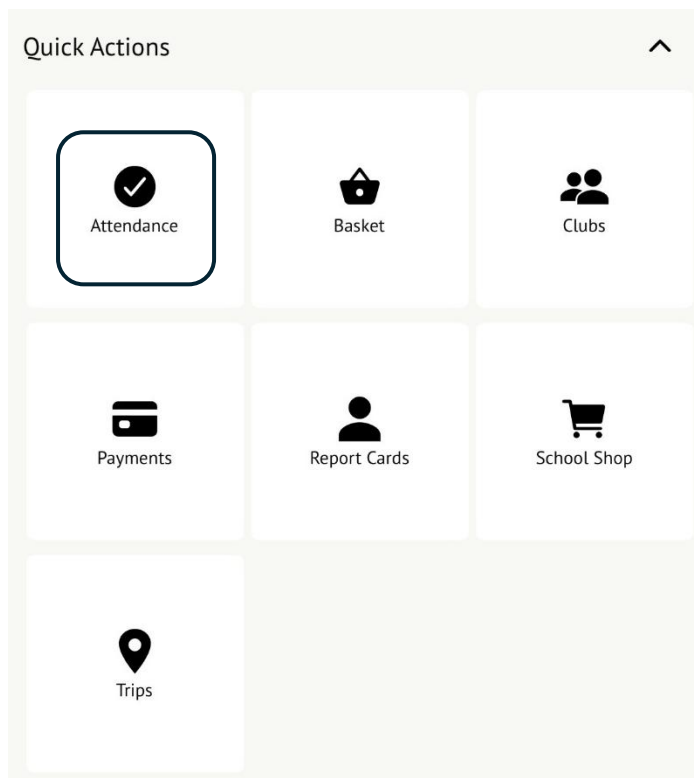 Quick Actions
Attendance
Basket
Clubs
Payments
Report Cards
School Shop
Trips